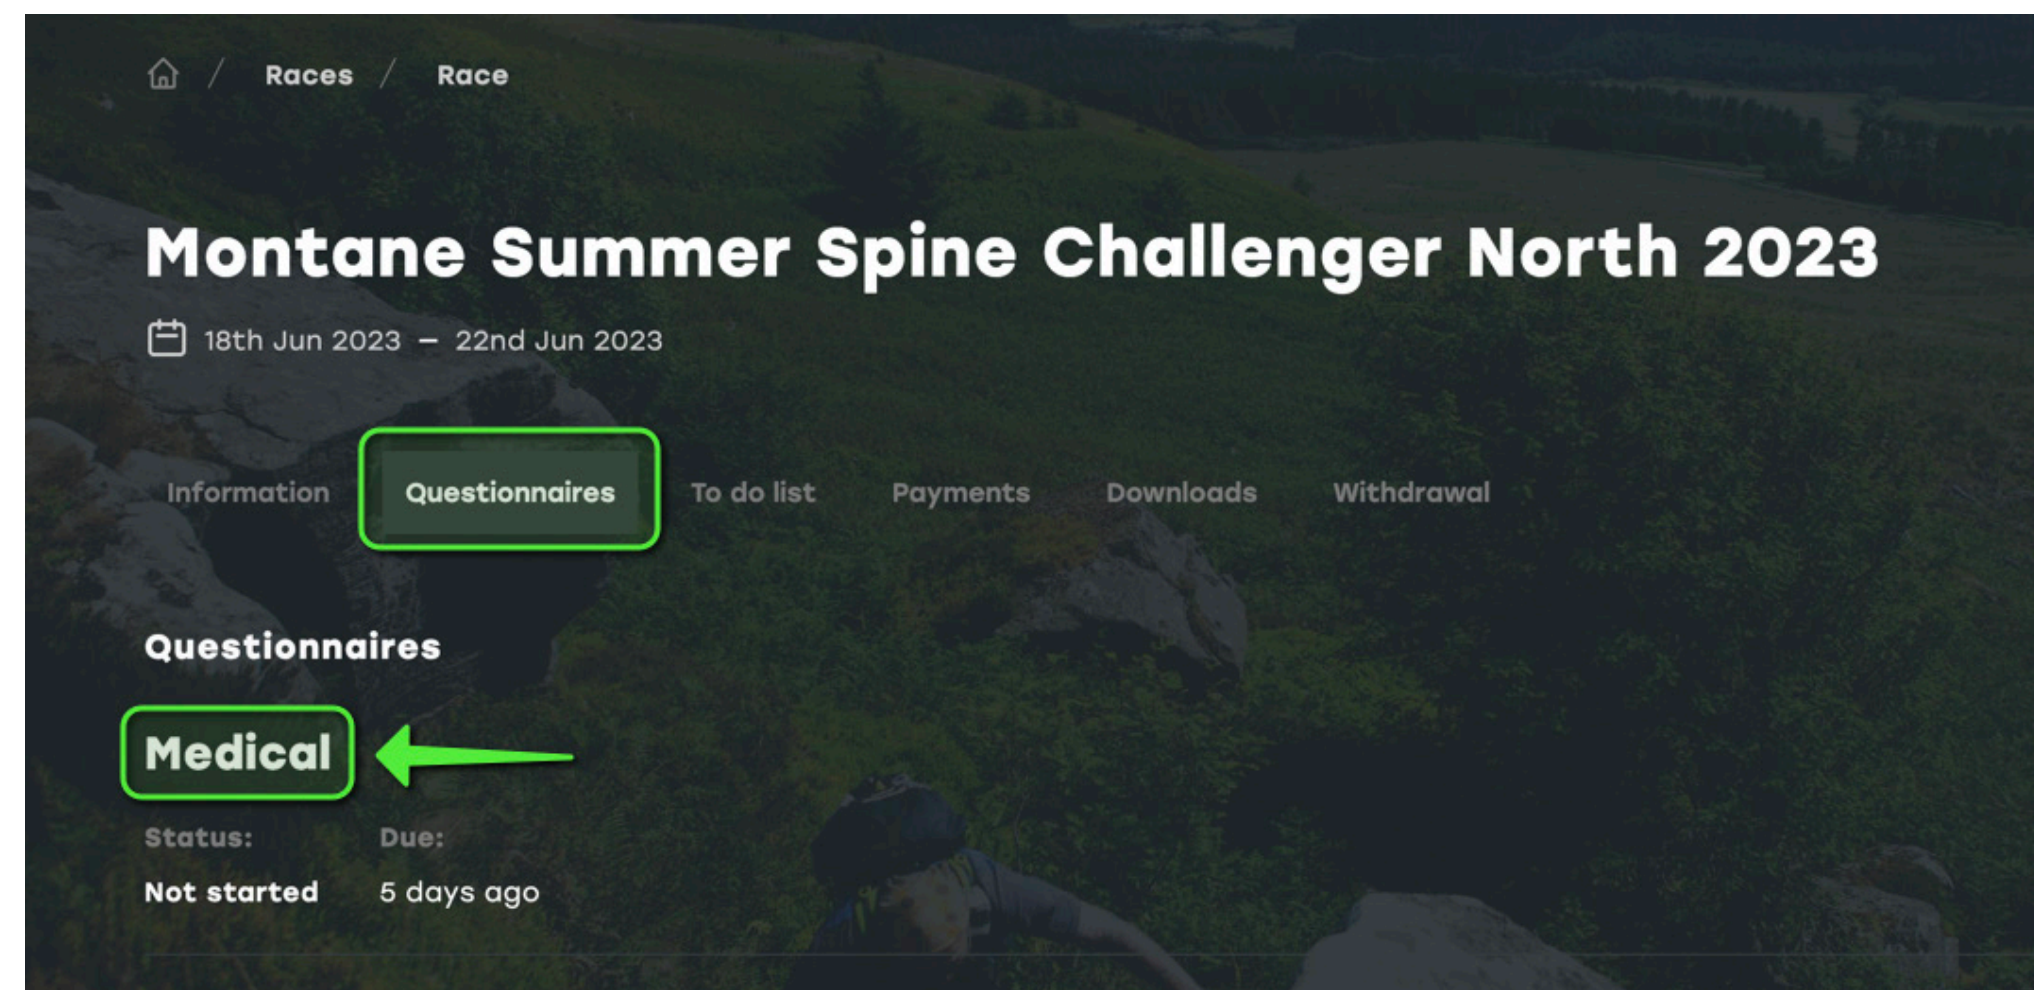 / Races / Race
Montane Summer Spine Challenger North 2023
18th Jun 2023 — 22nd Jun 2023
Information Questionnaires To do list Payments Downloads Withdrawal
Questionnaires
Medical
Status: Due:
Not started 5 days ago